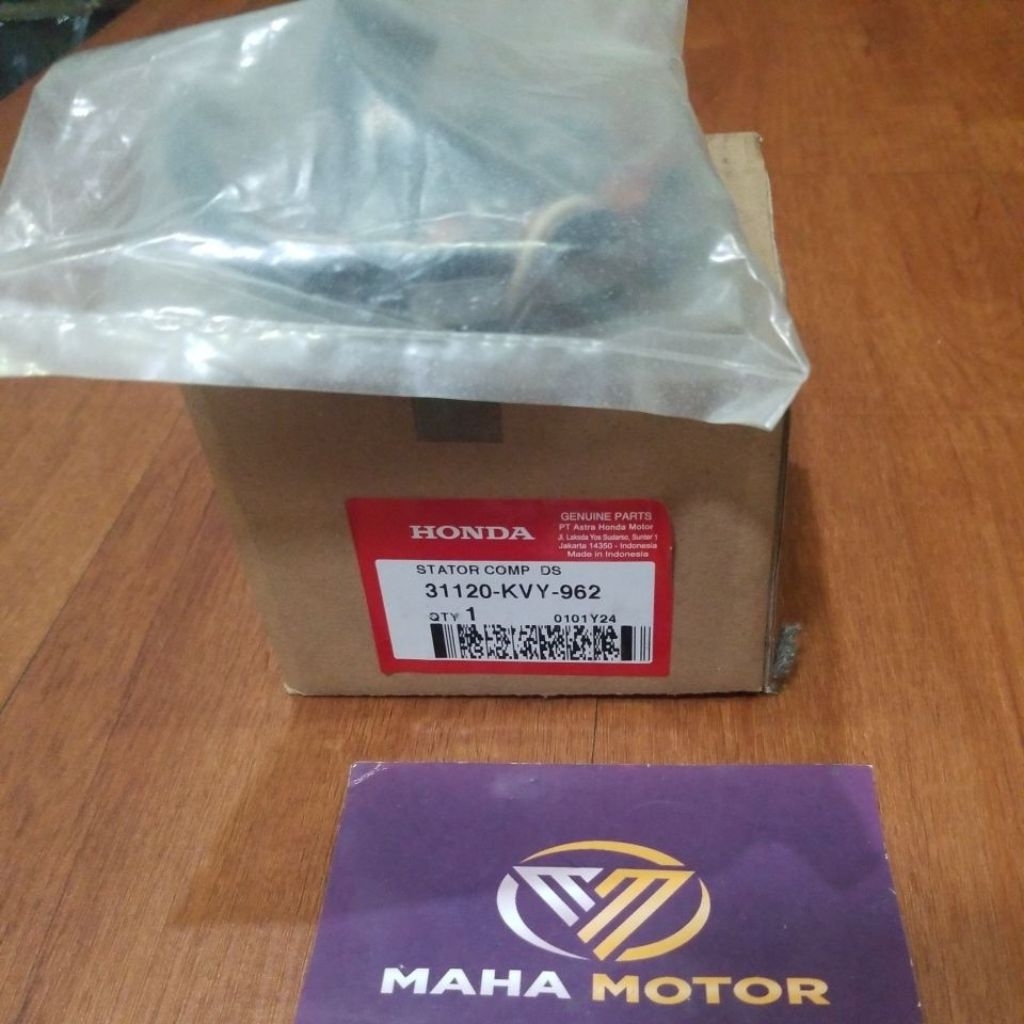 HONDA
GENUINE PARTS
PT Astra Honda Motor
Jl. Laksda Yos Sudarso, Sunter 1
Jakarta 14350 - Indonesia
Made in Indonesia
STATOR COMP DS
31120-KVY-962
QTY 1 0101Y24
MAHA MOTOR